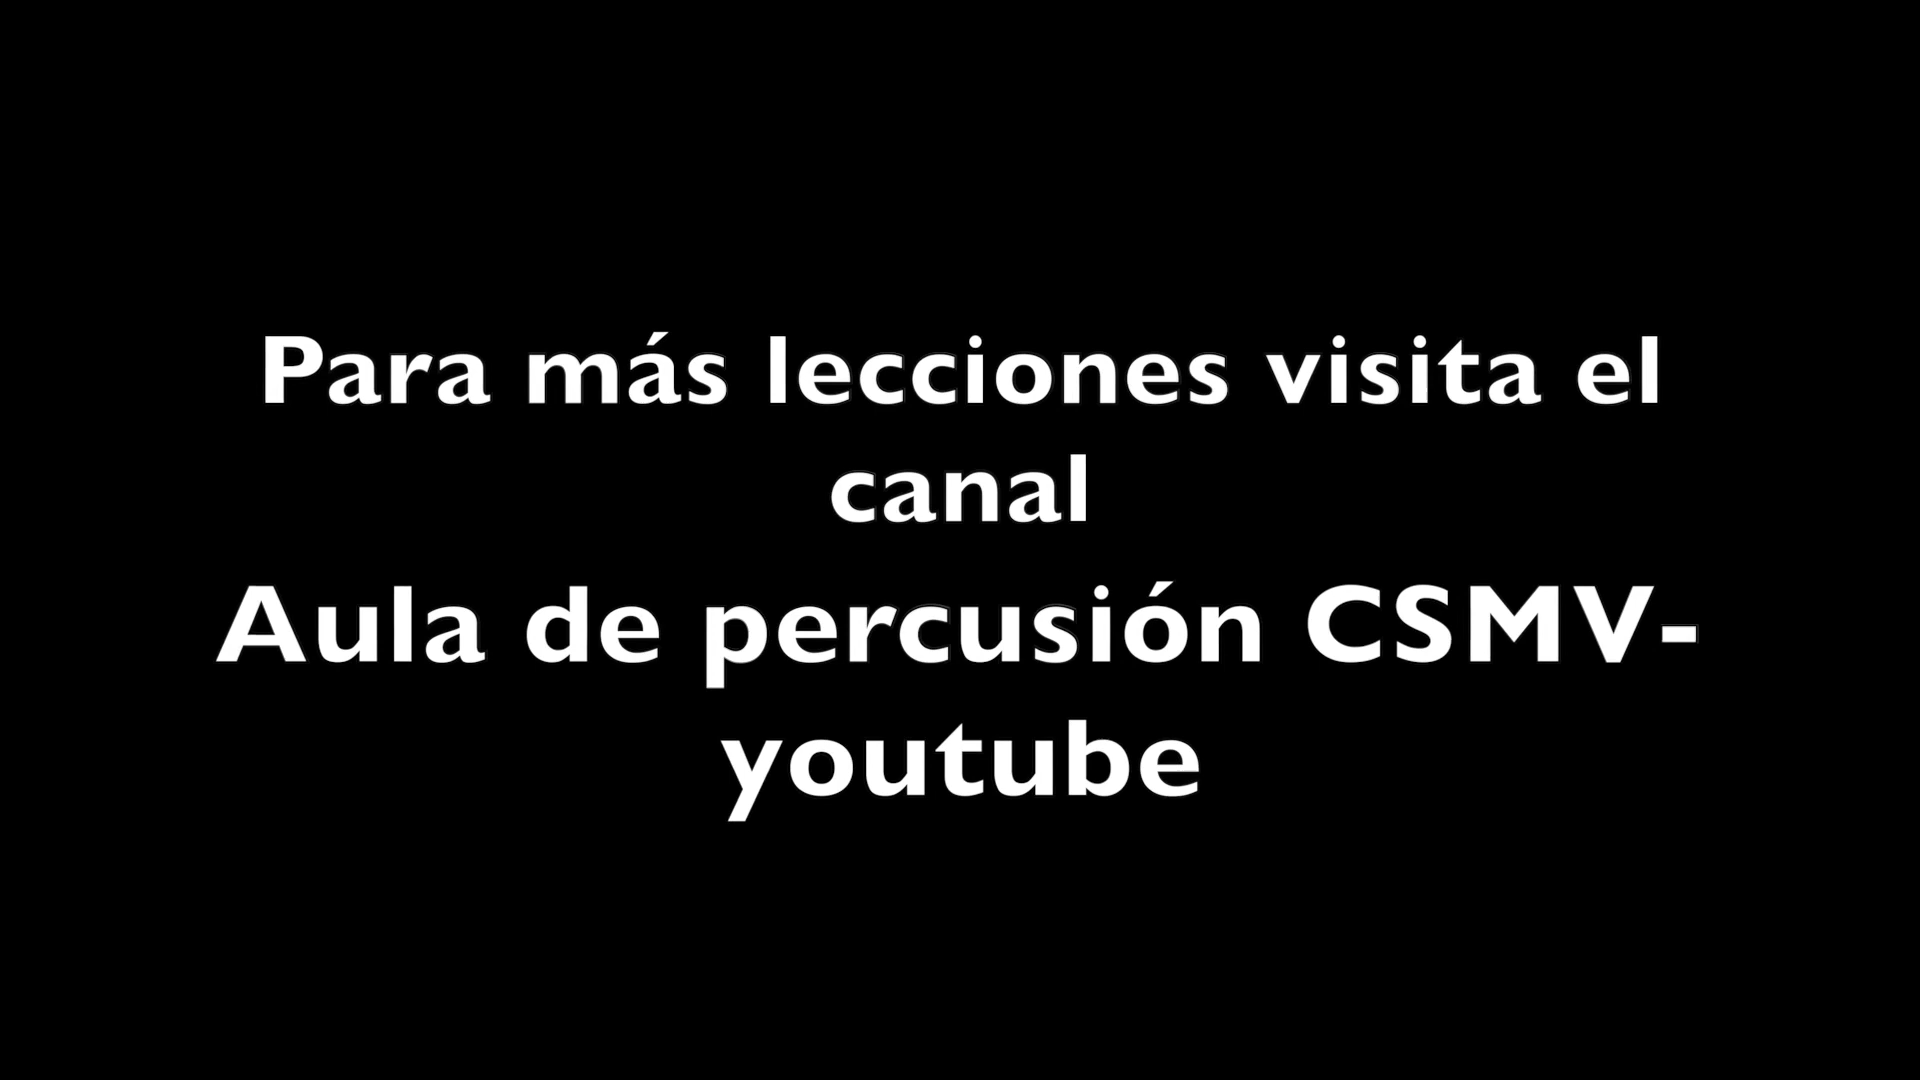 Para más lecciones visita el
canal
Aula de percusión CSMV-
youtube